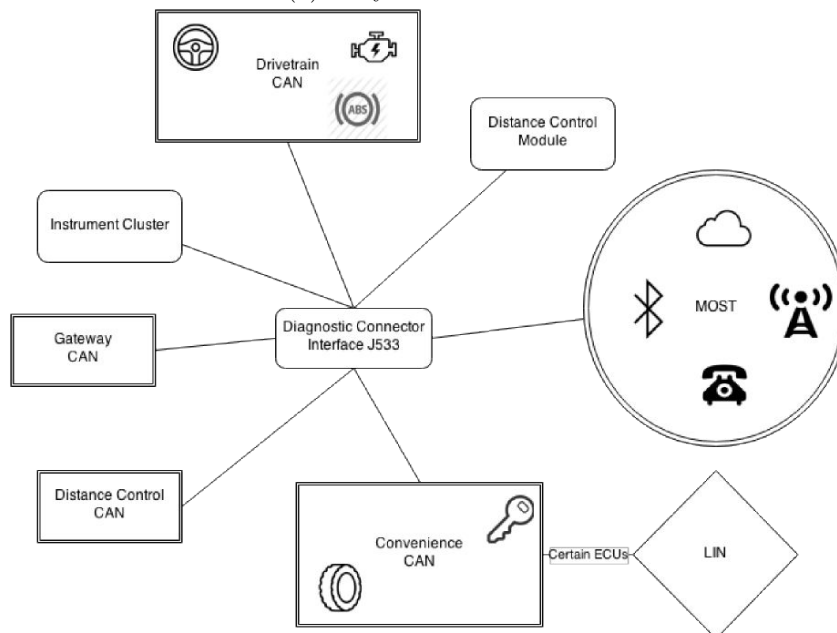 Drivetrain
CAN
ABS
Distance Control
Module
Instrument Cluster
MOST
Diagnostic Connector
Interface J533
Gateway
CAN
Distance Control
CAN
Convenience
CAN
Certain ECUs
LIN